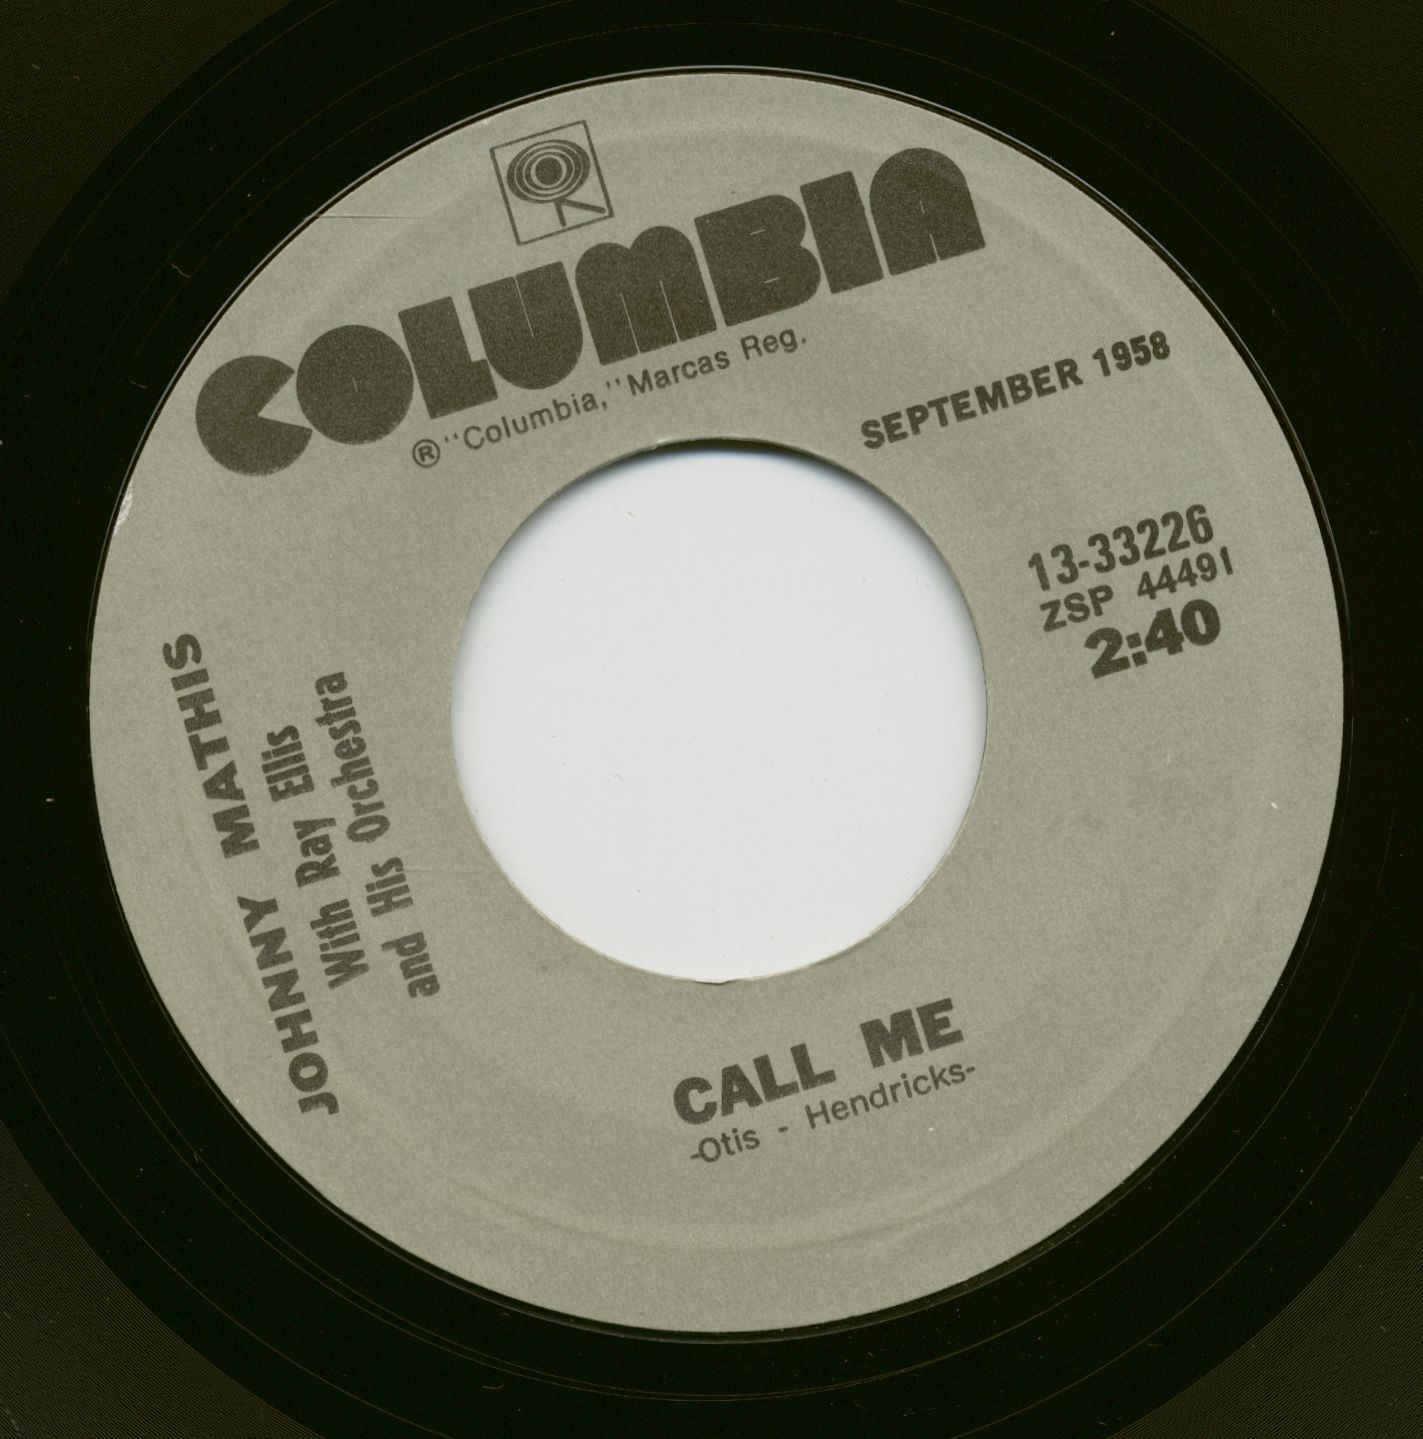 COLUMBIA
® "Columbia," Marcas Reg.
SEPTEMBER 1958
13-33226
ZSP 44491
2:40
JOHNNY MATHIS
With Ray Ellis
and His Orchestra
CALL ME
-Otis - Hendricks-